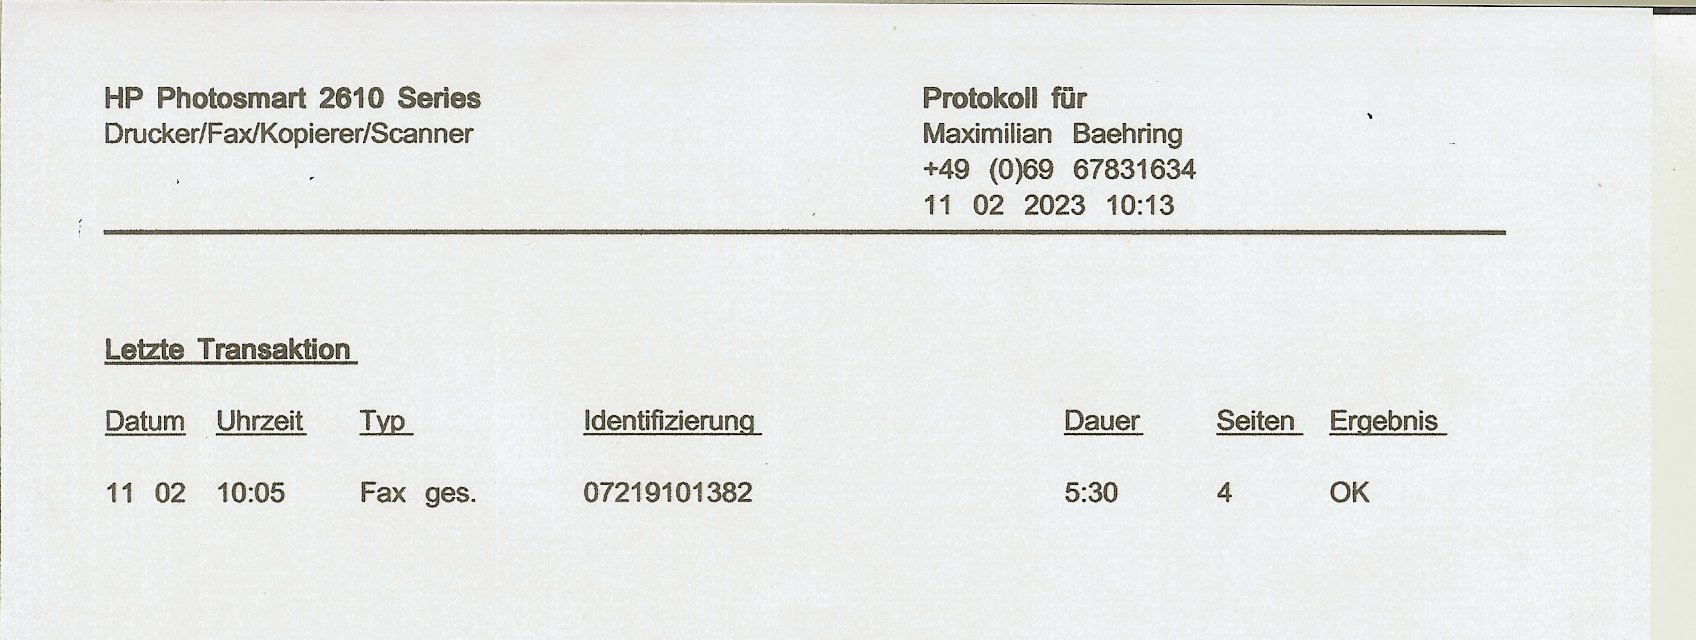 HP Photosmart 2610 Series
Drucker/Fax/Kopierer/Scanner
Protokoll für
Maximilian Baehring
+49 (0)69 67831634
11 02 2023 10:13
Letzte Transaktion
Datum Uhrzeit Typ Identifizierung Dauer Seiten Ergebnis
11 02 10:05 Fax ges. 07219101382 5:30 4 OK